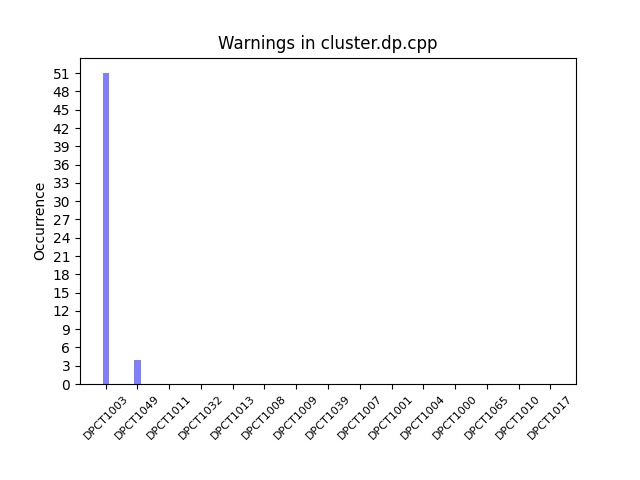 Warnings in cluster.dp.cpp
Occurrence
51
48
45
42
39
36
33
30
27
24
21
18
15
12
9
6
3
0
DPCT1003
DPCT1049
DPCT1011
DPCT1032
DPCT1013
DPCT1008
DPCT1009
DPCT1039
DPCT1007
DPCT1001
DPCT1004
DPCT1000
DPCT1065
DPCT1010
DPCT1017